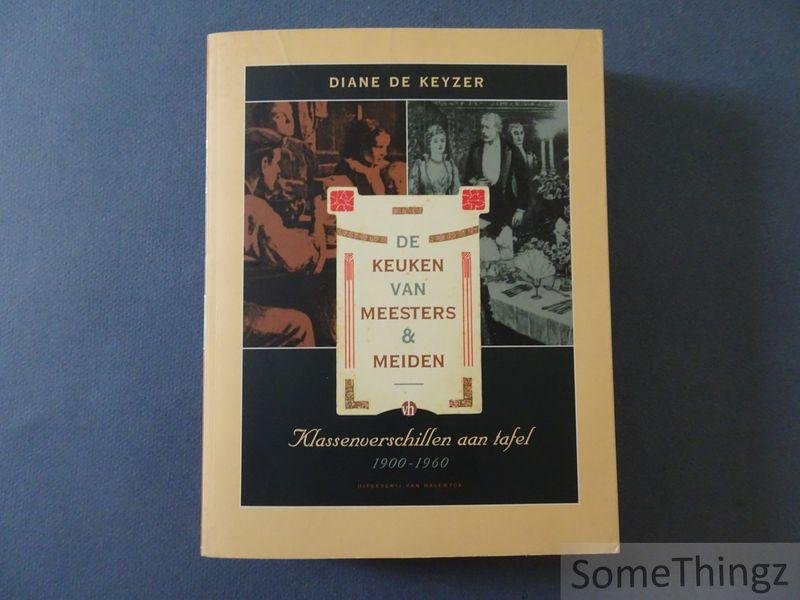 DIANE DE KEYZER
DE
KEUKEN
VAN
MEESTERS
&
MEIDEN
vh
Klassenverschillen aan tafel
1900-1960
UITGEVERIJ VAN HALEWYCK
SomeThingz